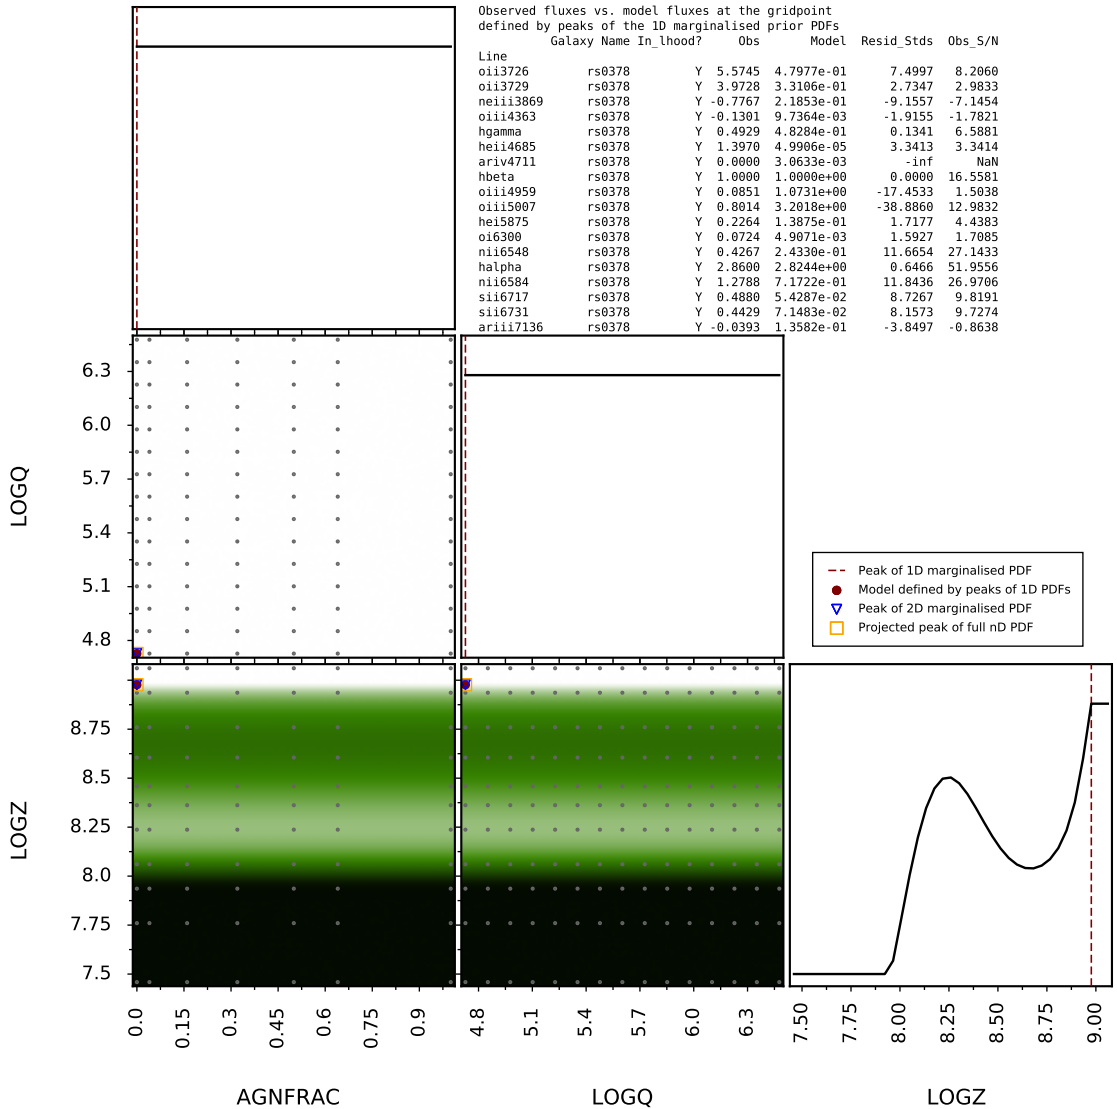 Observed fluxes vs. model fluxes at the gridpoint
defined by peaks of the 1D marginalised prior PDFs
Galaxy Name In_lhood? Obs Model Resid_Stds Obs_S/N
Line
oii3726 rs0378 Y 5.5745 4.7977e-01 7.4997 8.2060
oii3729 rs0378 Y 3.9728 3.3106e-01 2.7347 2.9833
neiii3869 rs0378 Y -0.7767 2.1853e-01 -9.1557 -7.1454
oiii4363 rs0378 Y -0.1301 9.7364e-03 -1.9155 -1.7821
hgamma rs0378 Y 0.4929 4.8284e-01 0.1341 6.5881
heii4685 rs0378 Y 1.3970 4.9906e-05 3.3413 3.3414
ariv4711 rs0378 Y 0.0000 3.0633e-03 -inf NaN
hbeta rs0378 Y 1.0000 1.0000e+00 0.0000 16.5581
oiii4959 rs0378 Y 0.0851 1.0731e+00 -17.4533 1.5038
oiii5007 rs0378 Y 0.8014 3.2018e+00 -38.8860 12.9832
hei5875 rs0378 Y 0.2264 1.3875e-01 1.7177 4.4383
oi6300 rs0378 Y 0.0724 4.9071e-03 1.5927 1.7085
nii6548 rs0378 Y 0.4267 2.4330e-01 11.6654 27.1433
halpha rs0378 Y 2.8600 2.8244e+00 0.6466 51.9556
nii6584 rs0378 Y 1.2788 7.1722e-01 11.8436 26.9706
sii6717 rs0378 Y 0.4880 5.4287e-02 8.7267 9.8191
sii6731 rs0378 Y 0.4429 7.1483e-02 8.1573 9.7274
ariii7136 rs0378 Y -0.0393 1.3582e-01 -3.8497 -0.8638
LOGQ
6.3
6.0
5.7
5.4
5.1
4.8
Peak of 1D marginalised PDF
Model defined by peaks of 1D PDFs
Peak of 2D marginalised PDF
Projected peak of full nD PDF
LOGZ
8.75
8.5
8.25
8.0
7.75
7.5
0.0 0.15 0.3 0.45 0.6 0.75 0.9
4.8 5.1 5.4 5.7 6.0 6.3
7.50 7.75 8.00 8.25 8.50 8.75 9.00
AGNFRAC LOGQ LOGZ